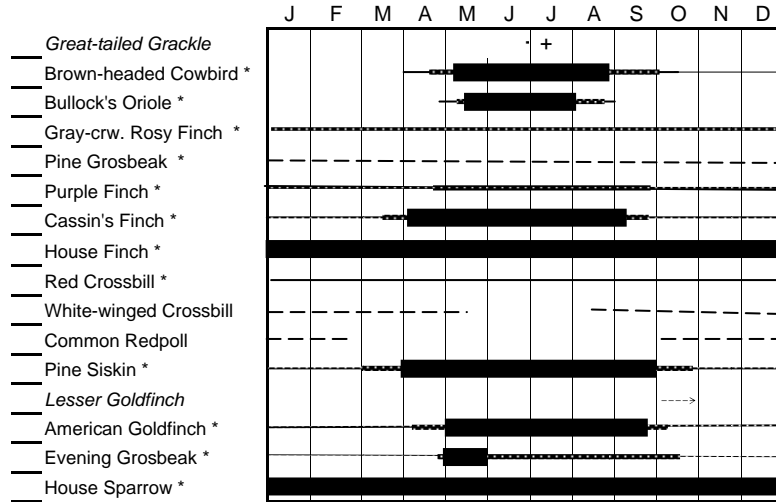 J F M A M J J A S O N D
Great-tailed Grackle
Brown-headed Cowbird *
Bullock's Oriole *
Gray-crw. Rosy Finch *
Pine Grosbeak *
Purple Finch *
Cassin's Finch *
House Finch *
Red Crossbill *
White-winged Crossbill
Common Redpoll
Pine Siskin *
Lesser Goldfinch
American Goldfinch *
Evening Grosbeak *
House Sparrow *